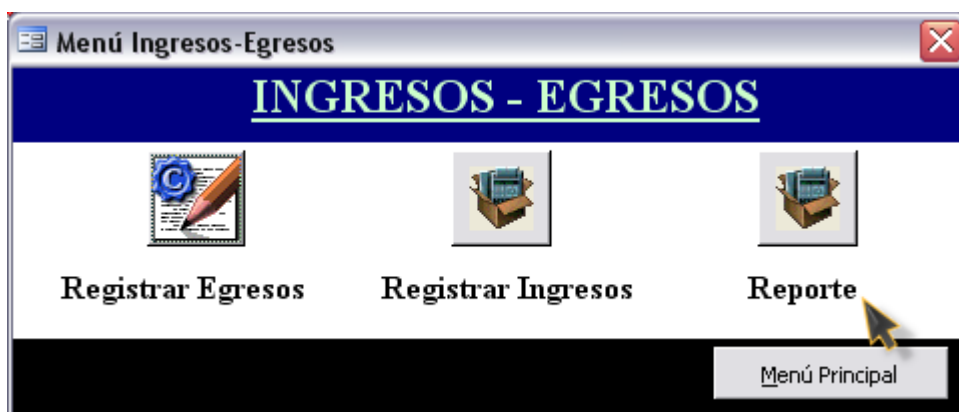 Menú Ingresos-Egresos
INGRESOS - EGRESOS
©
Registrar Egresos
Registrar Ingresos
Reporte
Menú Principal